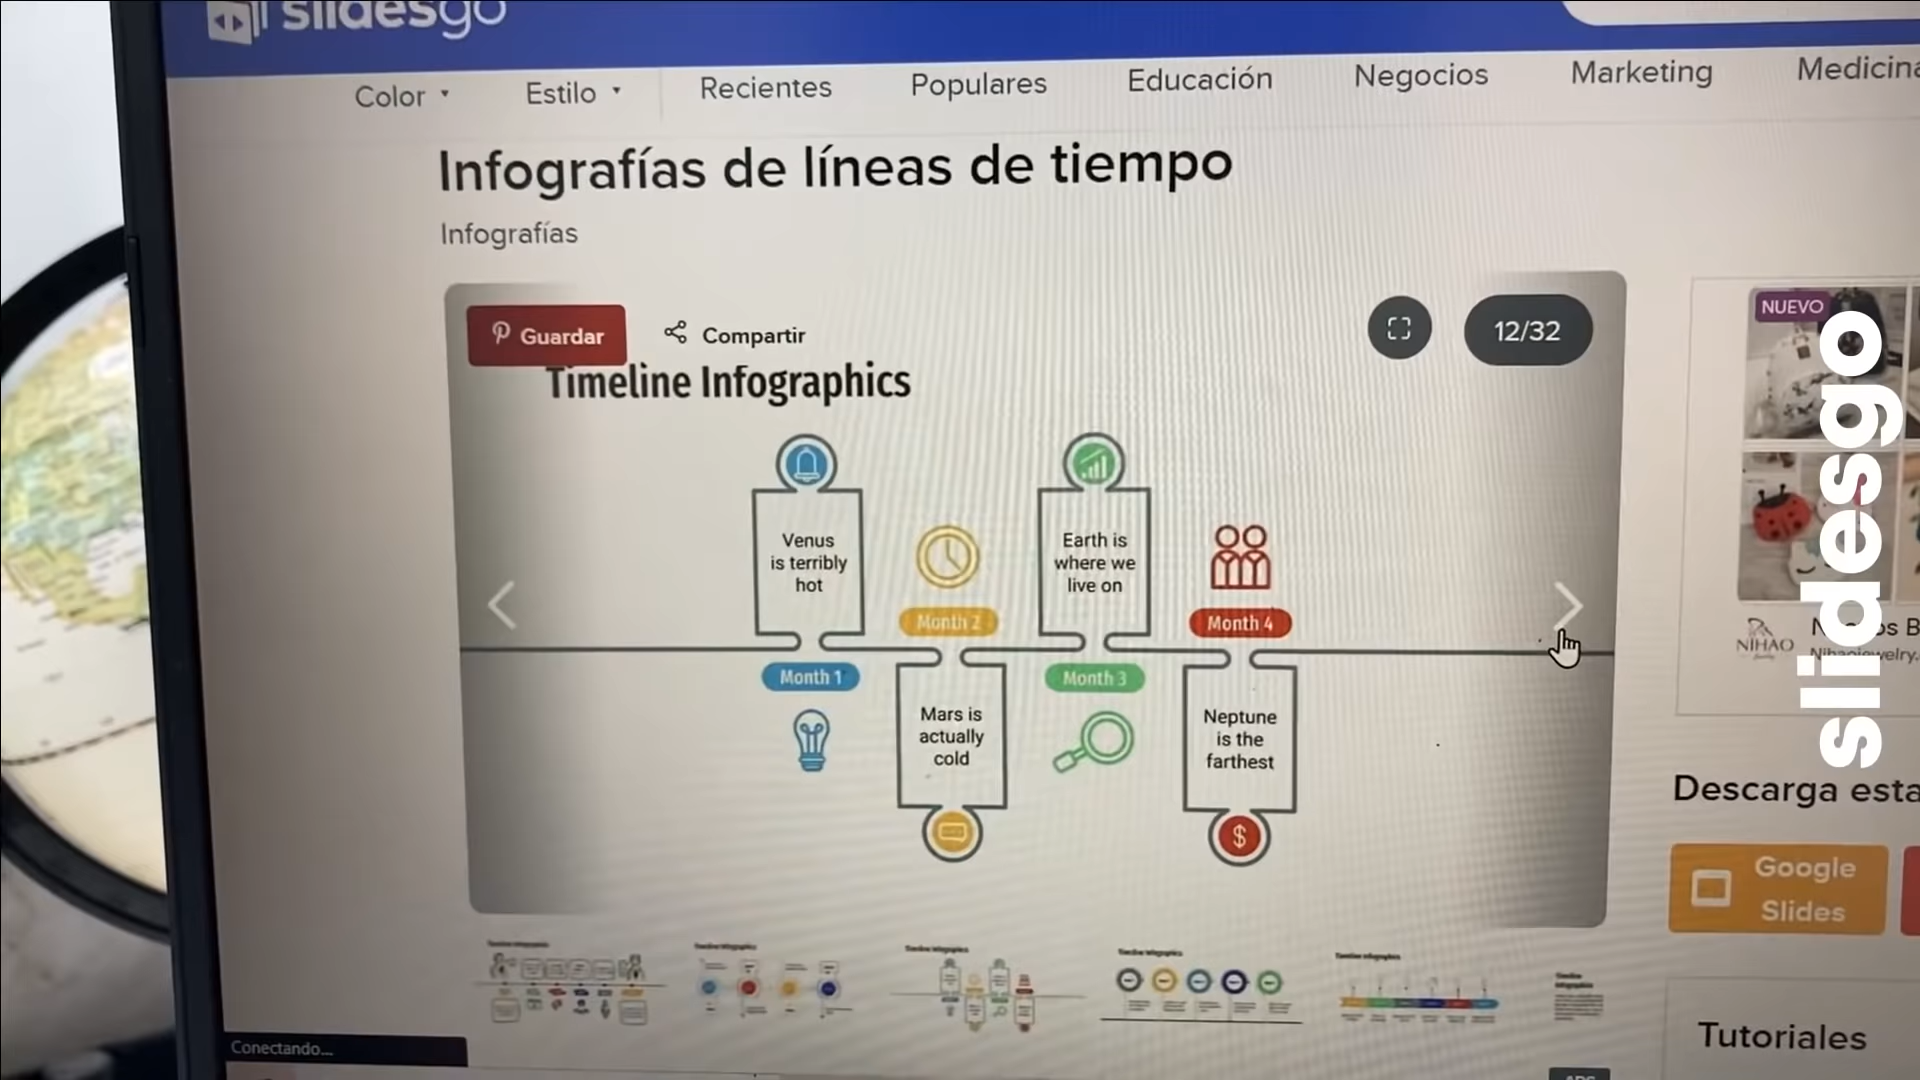 slidesgo
Color
Estilo
Recientes
Populares
Educación
Negocios
Marketing
Medicina
Infografías de líneas de tiempo
Infografías
Guardar
Compartir
12/32
Timeline Infographics
Venus
is terribly
hot
Month 1
Month 2
Mars is
actually
cold
Earth is
where we
live on
Month 3
Month 4
Neptune
is the
farthest
$
NUEVO
NIHAO
slidesgo
Descarga esta
Google
Slides
Tutoriales
Conectando...